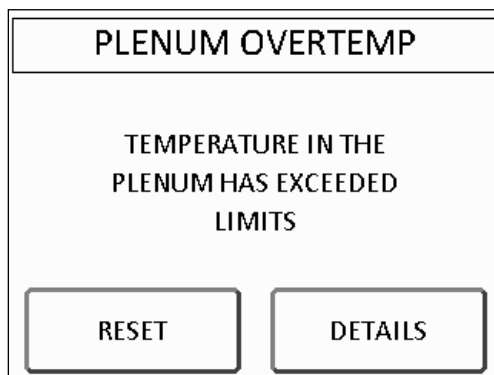 PLENUM OVERTEMP
TEMPERATURE IN THE
PLENUM HAS EXCEEDED
LIMITS
RESET
DETAILS